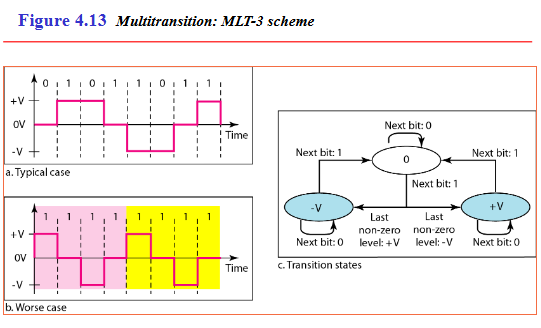 Figure 4.13 Multitransition: MLT-3 scheme
0 1 0 1 1 0 1 1
+V
0V
-V
Time
a. Typical case
1 1 1 1 1 1 1 1
+V
0V
-V
Time
b. Worse case
Next bit: 0
Next bit: 1
0
Next bit: 1
Next bit: 1
-V
+V
Last
non-zero
level: +V
Last
non-zero
level: -V
Next bit: 0
Next bit: 0
c. Transition states